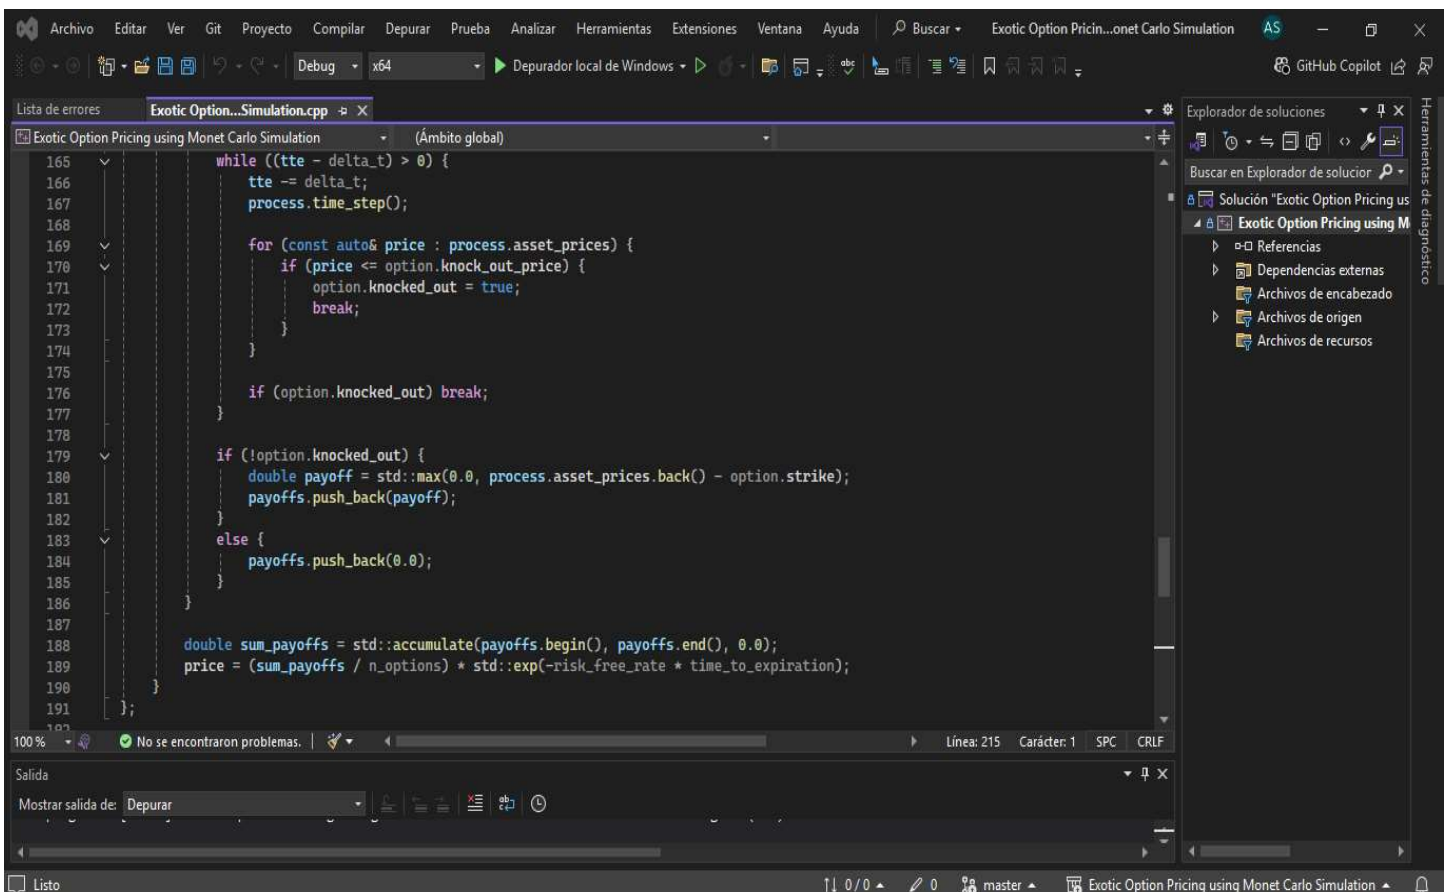 Archivo Editar Ver Git Proyecto Compilar Depurar Prueba Analizar Herramientas Extensiones Ventana Ayuda Buscar Exotic Option Pricin...onet Carlo Simulation AS
Debug x64 Depurador local de Windows GitHub Copilot
Lista de errores Exotic Option...Simulation.cpp
Exotic Option Pricing using Monet Carlo Simulation (Ámbito global)
165 while ((tte - delta_t) > 0) {
166 tte -= delta_t;
167 process.time_step();
168
169 for (const auto& price : process.asset_prices) {
170 if (price <= option.knock_out_price) {
171 option.knocked_out = true;
172 break;
173 }
174 }
175
176 if (option.knocked_out) break;
177 }
178
179 if (!option.knocked_out) {
180 double payoff = std::max(0.0, process.asset_prices.back() - option.strike);
181 payoffs.push_back(payoff);
182 }
183 else {
184 payoffs.push_back(0.0);
185 }
186 }
187
188 double sum_payoffs = std::accumulate(payoffs.begin(), payoffs.end(), 0.0);
189 price = (sum_payoffs / n_options) * std::exp(-risk_free_rate * time_to_expiration);
190 }
191 };
100 % No se encontraron problemas. Línea: 215 Carácter: 1 SPC CRLF
Salida
Mostrar salida de: Depurar
Explorador de soluciones
Buscar en Explorador de solucior
Solución "Exotic Option Pricing us
Exotic Option Pricing using M
Referencias
Dependencias externas
Archivos de encabezado
Archivos de origen
Archivos de recursos
Herramientas de diagnóstico
Listo 0 / 0 0 master Exotic Option Pricing using Monet Carlo Simulation